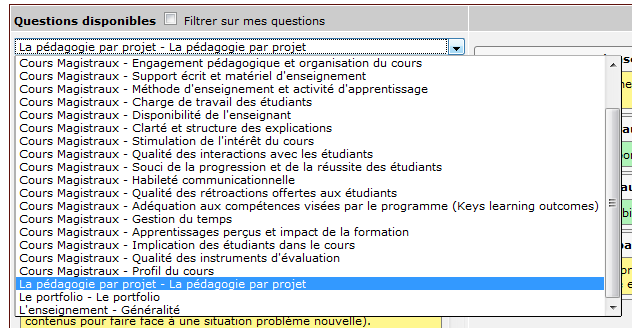 Questions disponibles Filtrer sur mes questions
La pédagogie par projet - La pédagogie par projet
Cours Magistraux - Engagement pédagogique et organisation du cours
Cours Magistraux - Support écrit et matériel d'enseignement
Cours Magistraux - Méthode d'enseignement et activité d'apprentissage
Cours Magistraux - Charge de travail des étudiants
Cours Magistraux - Disponibilité de l'enseignant
Cours Magistraux - Clarté et structure des explications
Cours Magistraux - Stimulation de l'intérêt du cours
Cours Magistraux - Qualité des interactions avec les étudiants
Cours Magistraux - Souci de la progression et de la réussite des étudiants
Cours Magistraux - Habileté communicationnelle
Cours Magistraux - Qualité des rétroactions offertes aux étudiants
Cours Magistraux - Adéquation aux compétences visées par le programme (Keys learning outcomes)
Cours Magistraux - Gestion du temps
Cours Magistraux - Apprentissages perçus et impact de la formation
Cours Magistraux - Implication des étudiants dans le cours
Cours Magistraux - Qualité des instruments d'évaluation
Cours Magistraux - Profil du cours
La pédagogie par projet - La pédagogie par projet
Le portfolio - Le portfolio
L'enseignement - Généralité
contenus pour faire face à une situation problème nouvelle).